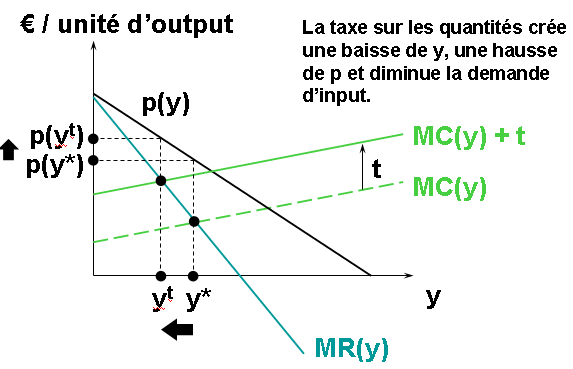 € / unité d'output
La taxe sur les quantités crée
une baisse de y, une hausse
de p et diminue la demande
d'input.
p(y)
p(yt)
p(y*)
MC(y) + t
t
MC(y)
yt
y*
y
MR(y)